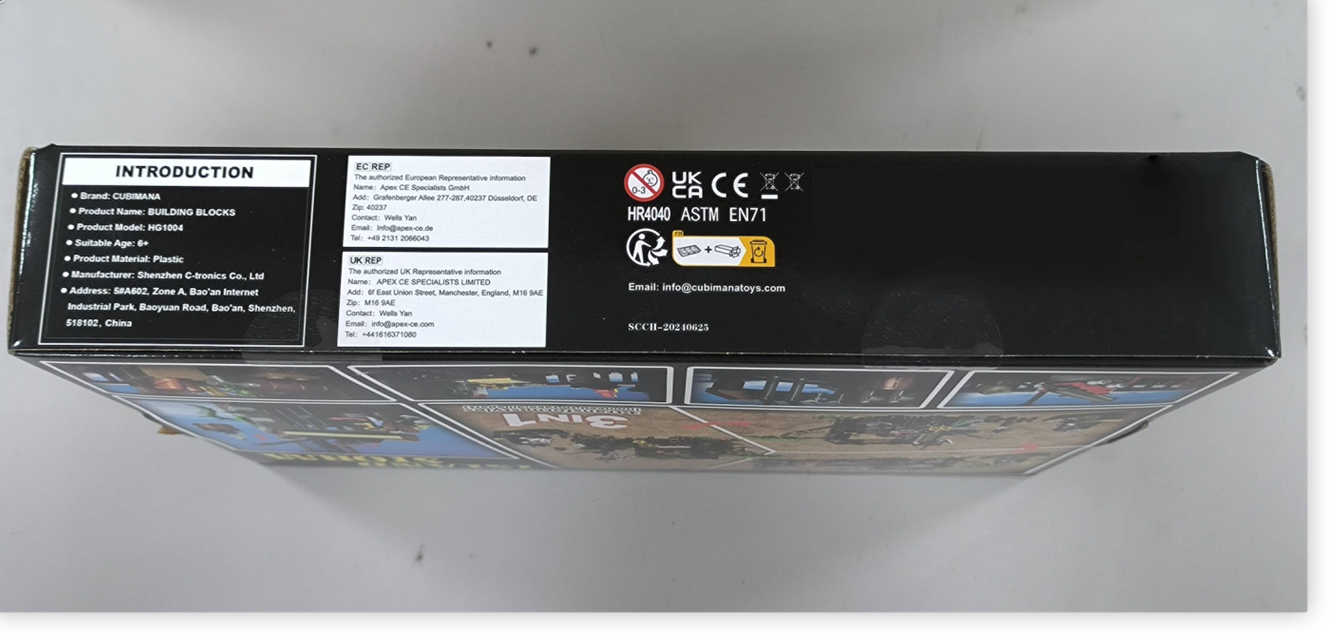 INTRODUCTION
● Brand: CUBIMANA
● Product Name: BUILDING BLOCKS
● Product Model: HG1004
● Suitable Age: 6+
● Product Material: Plastic
● Manufacturer: Shenzhen C-tronics Co., Ltd
● Address: 5#A602, Zone A, Bao'an Internet
Industrial Park, Baoyuan Road, Bao'an, Shenzhen,
518102, China
EC REP
The authorized European Representative information
Name: Apex CE Specialists GmbH
Add: Grafenberger Allee 277-287,40237 Düsseldorf, DE
Zip: 40237
Contact: Wells Yan
Email: Info@apex-ce.de
Tel: +49 2131 2066043
UK REP
The authorized UK Representative information
Name: APEX CE SPECIALISTS LIMITED
Add: 6f East Union Street, Manchester, England, M16 9AE
Zip: M16 9AE
Contact: Wells Yan
Email: info@apex-ce.com
Tel: +441616371080
0-3 UK CA CE
HR4040 ASTM EN71
FR
+
Email: info@cubimanatoys.com
SCCH-20240625
3IN1